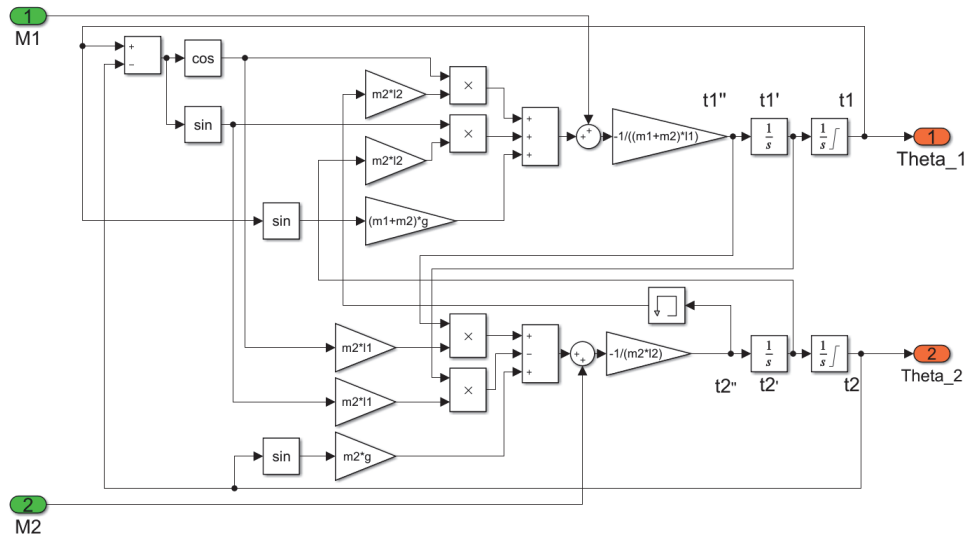 1
M1
+
−
cos
m2*l2
×
t1"
t1'
t1
sin
×
+
+
+
+
+
-1/((m1+m2)*l1)
1
s
1
s
1
Theta_1
m2*l2
sin
(m1+m2)*g
m2*l1
×
+
−
+
+
+
-1/(m2*l2)
1
s
1
s
2
Theta_2
t2"
t2'
t2
m2*l1
×
sin
m2*g
2
M2